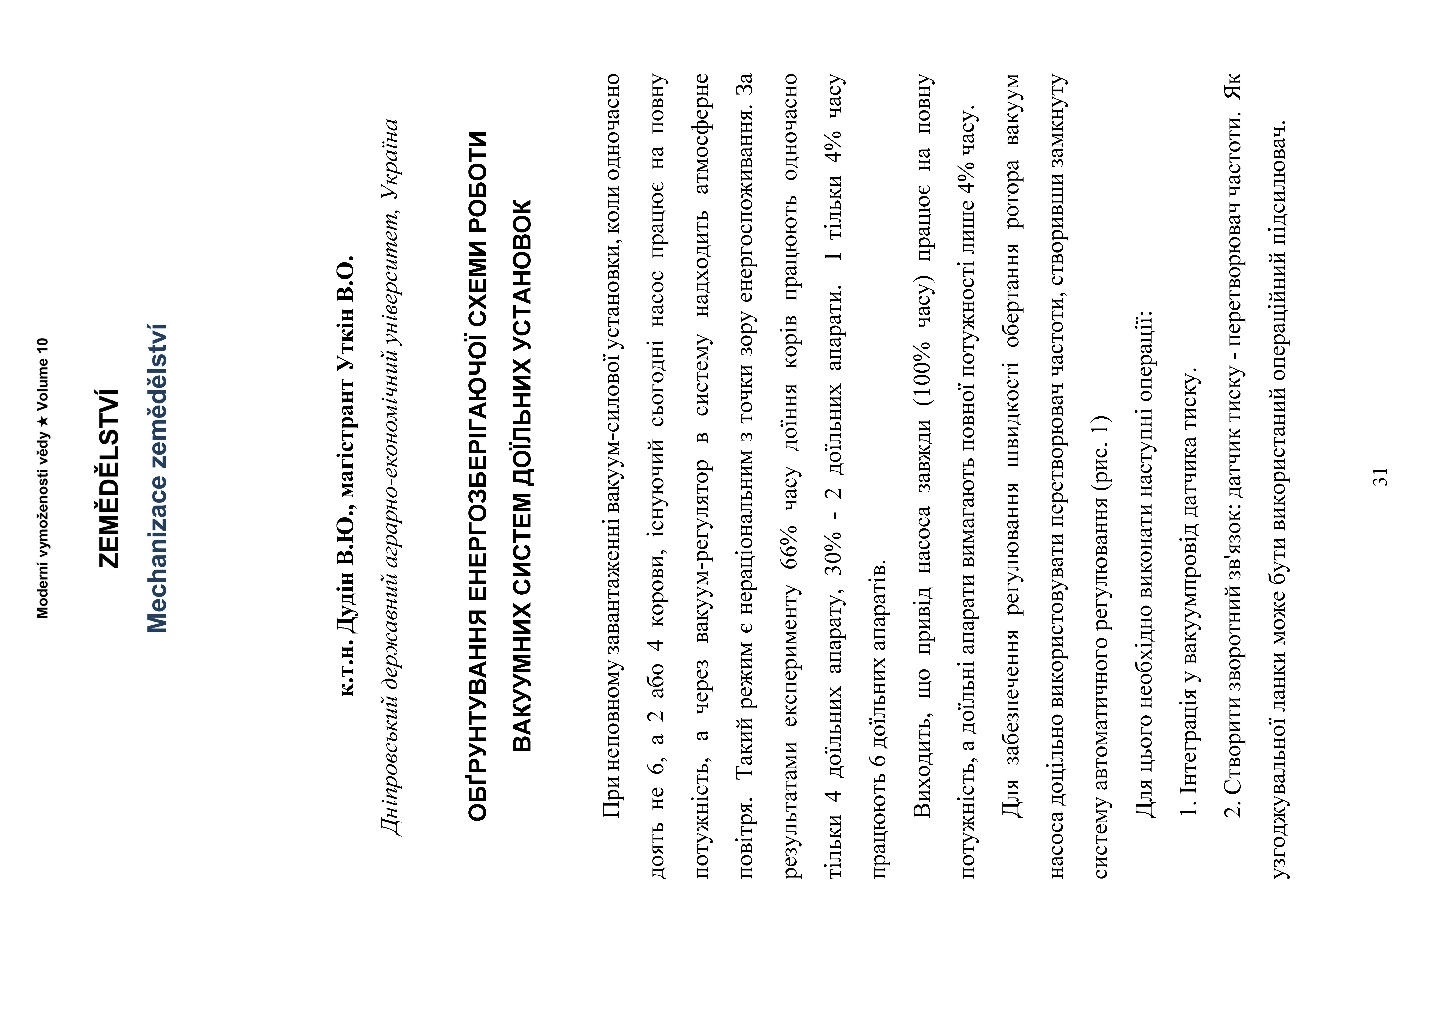 Moderní vymoženosti vědy ★ Volume 10
ZEMĚDĚLSTVÍ
Mechanizace zemědělství
к.т.н. Дудін В.Ю., магістрант Уткін В.О.
Дніпровський державний аграрно-економічний університет, Україна
ОБҐРУНТУВАННЯ ЕНЕРГОЗБЕРІГАЮЧОЇ СХЕМИ РОБОТИ
ВАКУУМНИХ СИСТЕМ ДОЇЛЬНИХ УСТАНОВОК
При неповному завантаженні вакуум-силової установки, коли одночасно
доять не 6, а 2 або 4 корови, існуючий сьогодні насос працює на повну
потужність, а через вакуум-регулятор в систему надходить атмосферне
повітря. Такий режим є нераціональним з точки зору енергоспоживання. За
результатами експерименту 66% часу доїння корів працюють одночасно
тільки 4 доїльних апарату, 30% - 2 доїльних апарати. І тільки 4% часу
працюють 6 доїльних апаратів.
Виходить, що привід насоса завжди (100% часу) працює на повну
потужність, а доїльні апарати вимагають повної потужності лише 4% часу.
Для забезпечення регулювання швидкості обертання ротора вакуум
насоса доцільно використовувати перетворювач частоти, створивши замкнуту
систему автоматичного регулювання (рис. 1)
Для цього необхідно виконати наступні операції:
1. Інтеграція у вакуумпровід датчика тиску.
2. Створити зворотний зв'язок: датчик тиску - перетворювач частоти. Як
узгоджувальної ланки може бути використаний операційний підсилювач.
31